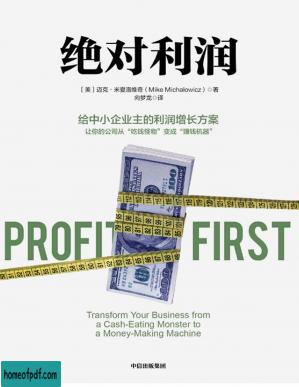 绝对利润
[美]迈克·米夏洛维奇(Mike Michalowicz)著
向梦龙 译
给中小企业主的利润增长方案
让你的公司从“吃钱怪物”变成“赚钱机器”
PROFIT FIRST
Transform Your Business from
a Cash-Eating Monster to
a Money-Making Machine
中信出版集团
homeofpdf.com